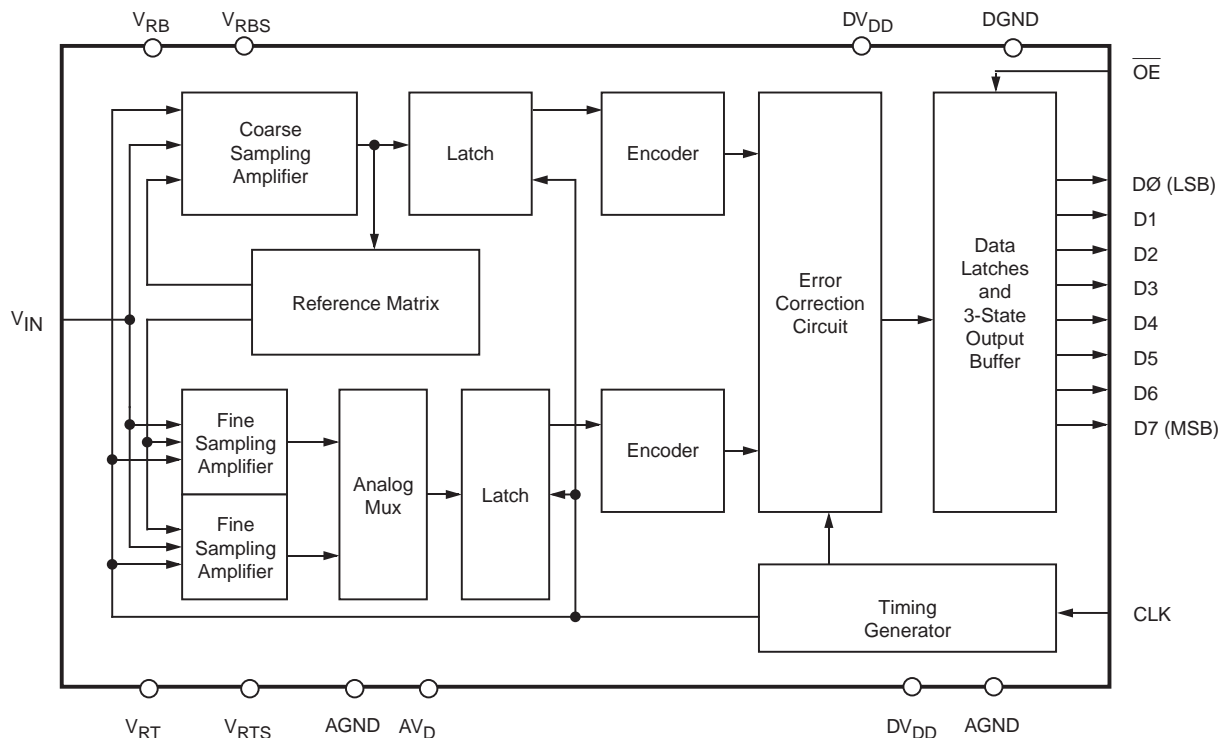 VRB
VRBS
DVDD
DGND
OE
Coarse
Sampling
Amplifier
Latch
Encoder
DØ (LSB)
D1
D2
D3
D4
D5
D6
D7 (MSB)
Data
Latches
and
3-State
Output
Buffer
Error
Correction
Circuit
Reference Matrix
VIN
Fine
Sampling
Amplifier
Fine
Sampling
Amplifier
Analog
Mux
Latch
Encoder
Timing
Generator
CLK
VRT
VRTS
AGND
AVD
DVDD
AGND